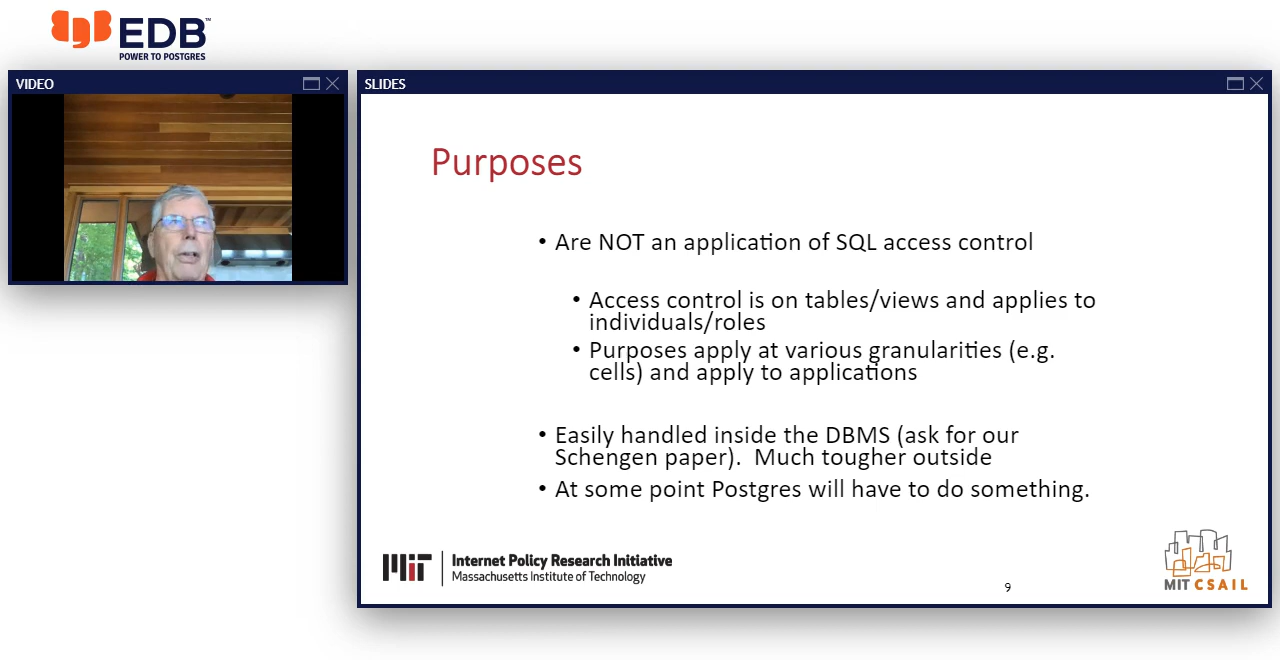 EDB™
POWER TO POSTGRES
VIDEO
SLIDES
Purposes
• Are NOT an application of SQL access control
• Access control is on tables/views and applies to
individuals/roles
• Purposes apply at various granularities (e.g.
cells) and apply to applications
• Easily handled inside the DBMS (ask for our
Schengen paper).  Much tougher outside
• At some point Postgres will have to do something.
MIT
Internet Policy Research Initiative
Massachusetts Institute of Technology
9
MIT CSAIL